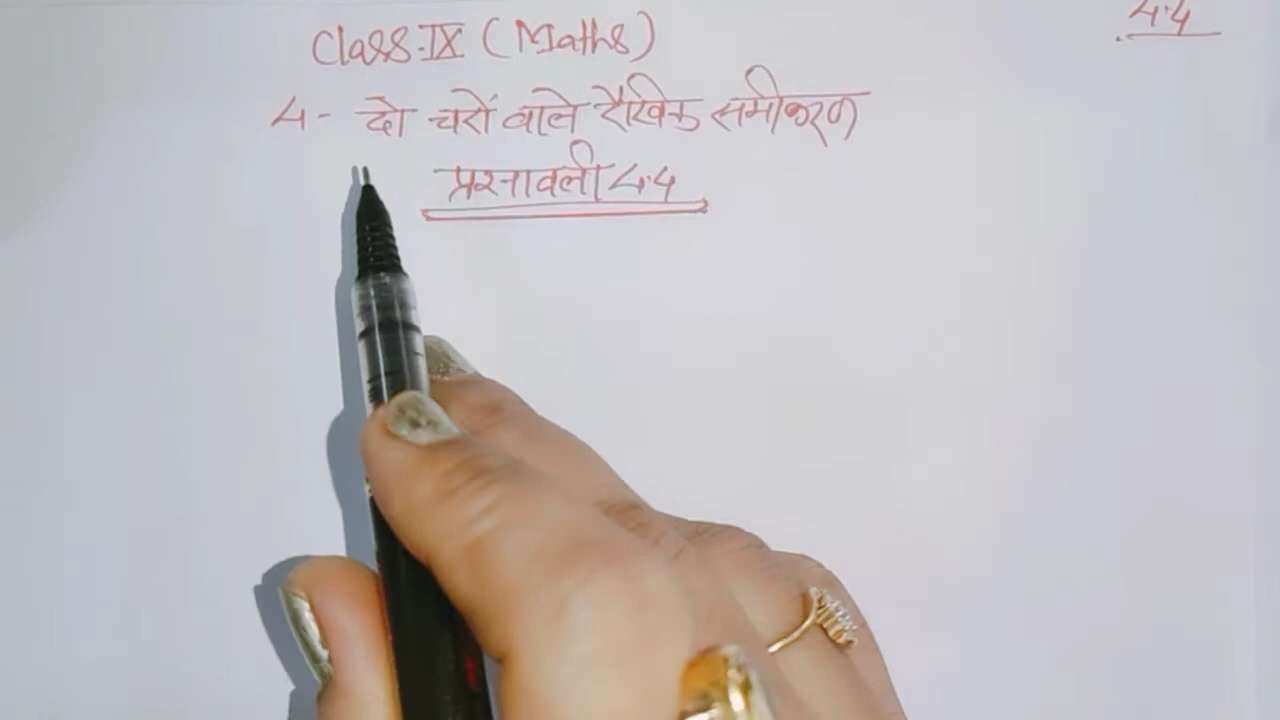 Class-IX (Maths)
4.4
4- दो चरों वाले रैखिक समीकरण
प्रश्नावली 4.4